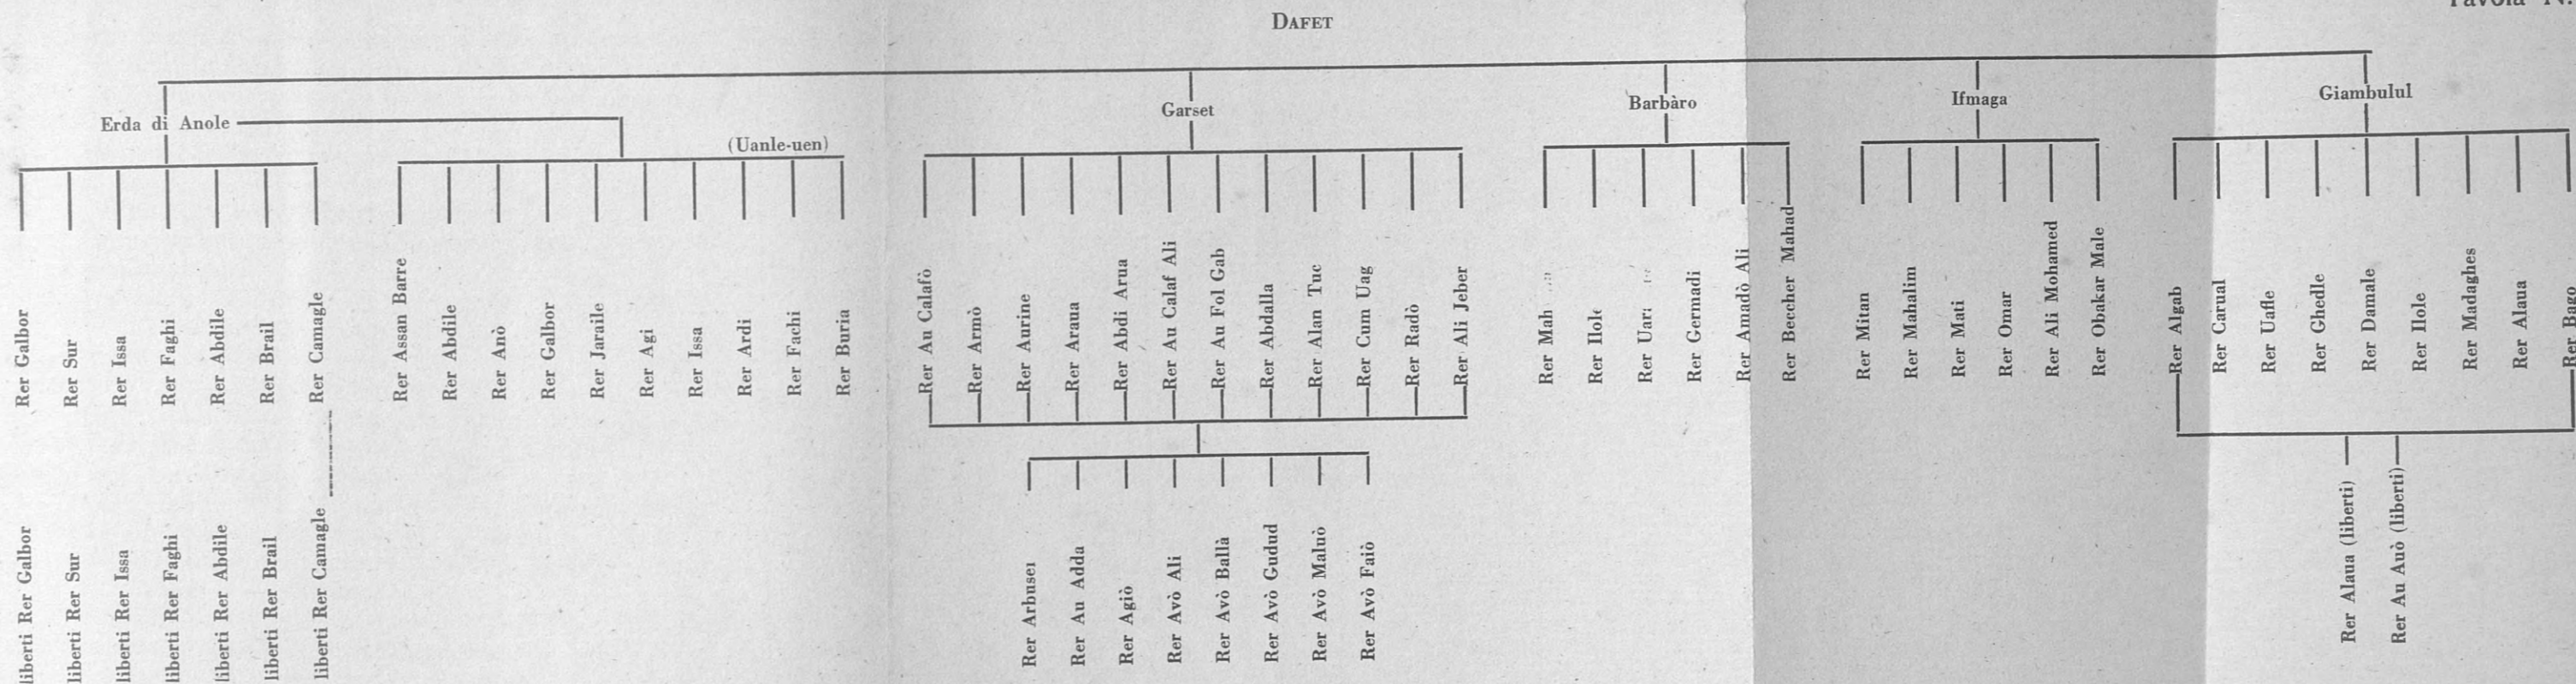 DAFET
Tavola N.
Erda di Anole
(Uanle-uen)
Garset
Barbàro
Ifmaga
Giambulul
Rer Galbor
Rer Sur
Rer Issa
Rer Faghi
Rer Abdile
Rer Brail
Rer Camagle
Rer Assan Barre
Rer Abdile
Rer Anò
Rer Galbor
Rer Jaraile
Rer Agi
Rer Issa
Rer Ardi
Rer Fachi
Rer Buria
Rer Au Calafò
Rer Armò
Rer Aurine
Rer Araua
Rer Abdi Arua
Rer Au Calaf Ali
Rer Au Fol Gab
Rer Abdalla
Rer Alan Tuc
Rer Cum Uag
Rer Radò
Rer Ali Jeber
Rer
Rer Ilole
Rer
Rer Germadi
Rer Amadò Ali
Rer Beccher Mahad
Rer Mitan
Rer Mahalim
Rer Mati
Rer Omar
Rer Ali Mohamed
Rer Obakar Male
Rer Algab
Rer Carual
Rer Uafle
Rer Ghedle
Rer Damale
Rer Ilole
Rer Madaghes
Rer Alaua
Rer Bago
liberti Rer Galbor
liberti Rer Sur
liberti Rer Issa
liberti Rer Faghi
liberti Rer Abdile
liberti Rer Brail
liberti Rer Camagle
Rer Arbusei
Rer Au Adda
Rer Agiò
Rer Avò Ali
Rer Avò Ballà
Rer Avò Gudud
Rer Avò Maluò
Rer Avò Faiò
Rer Alaua (liberti)
Rer Au Auò (liberti)